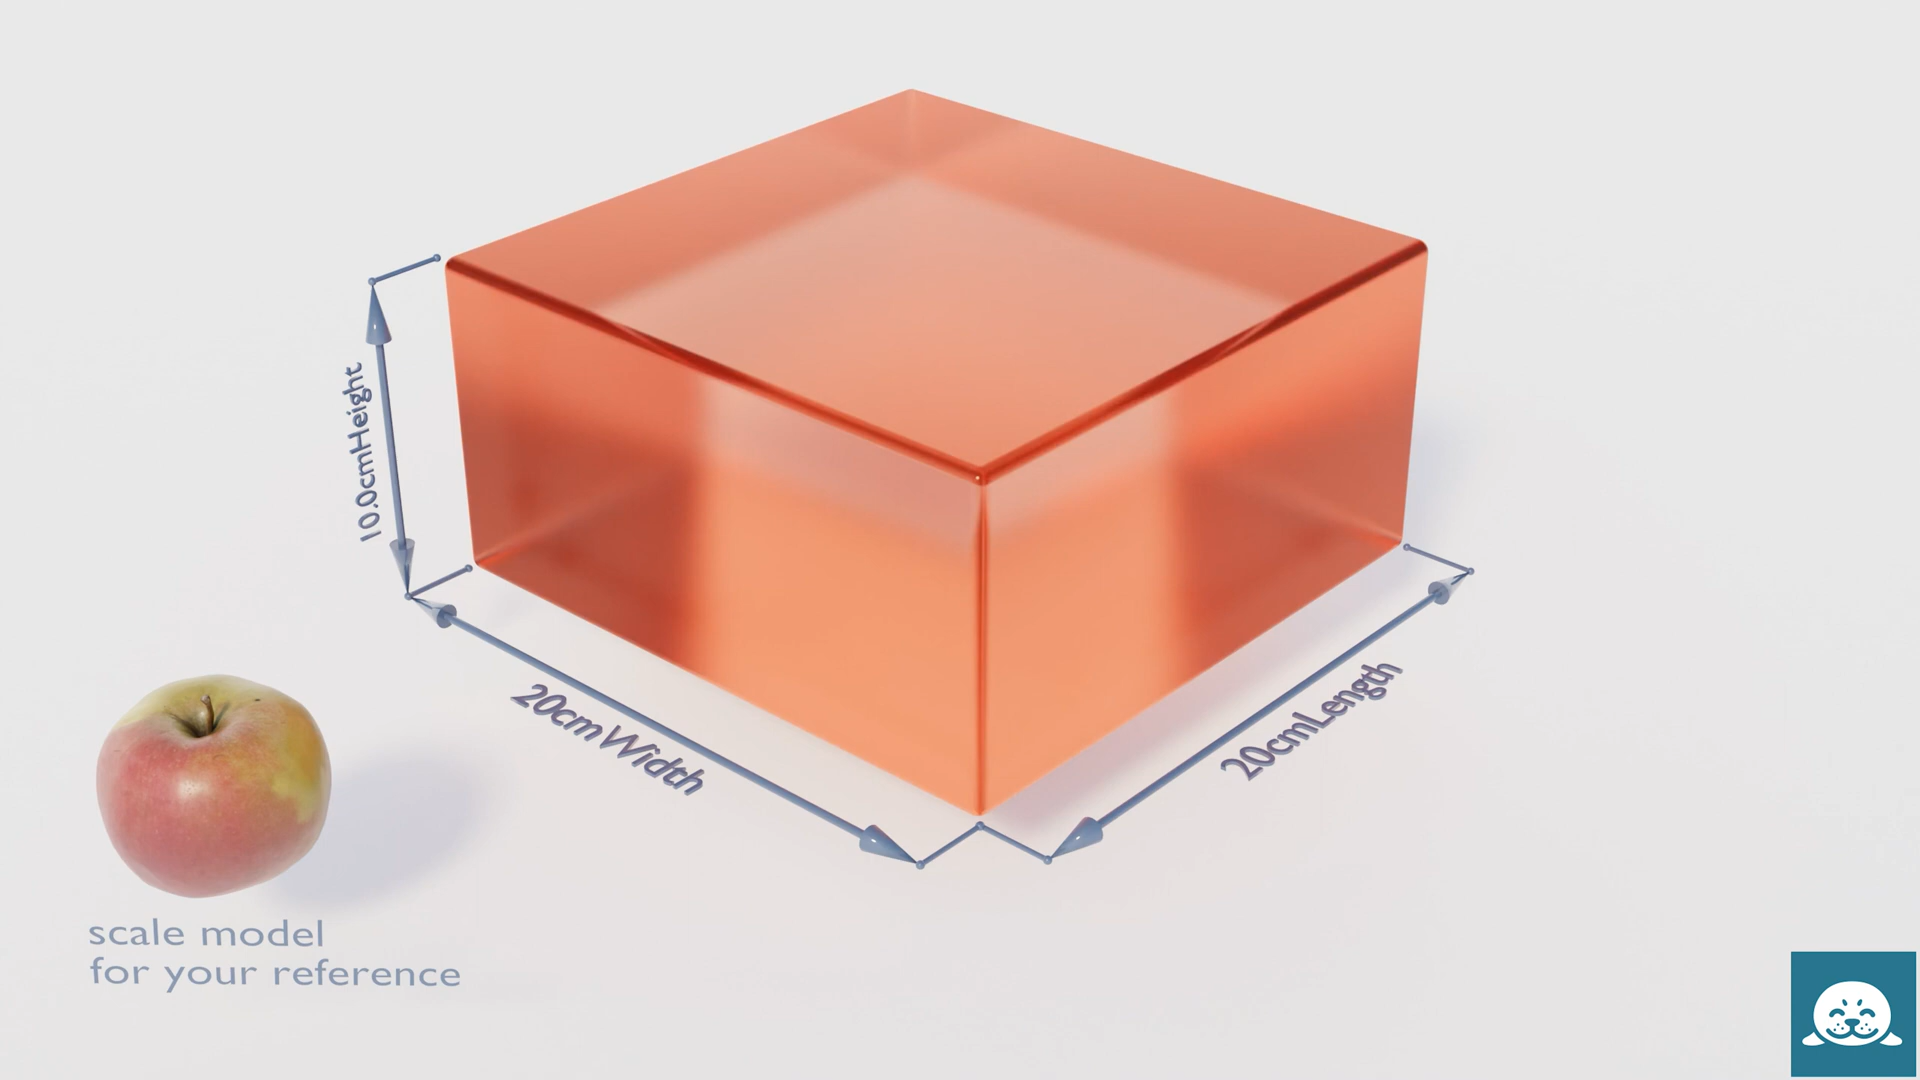 10.0cmHeight
20cmWidth
20cmLength
scale model
for your reference